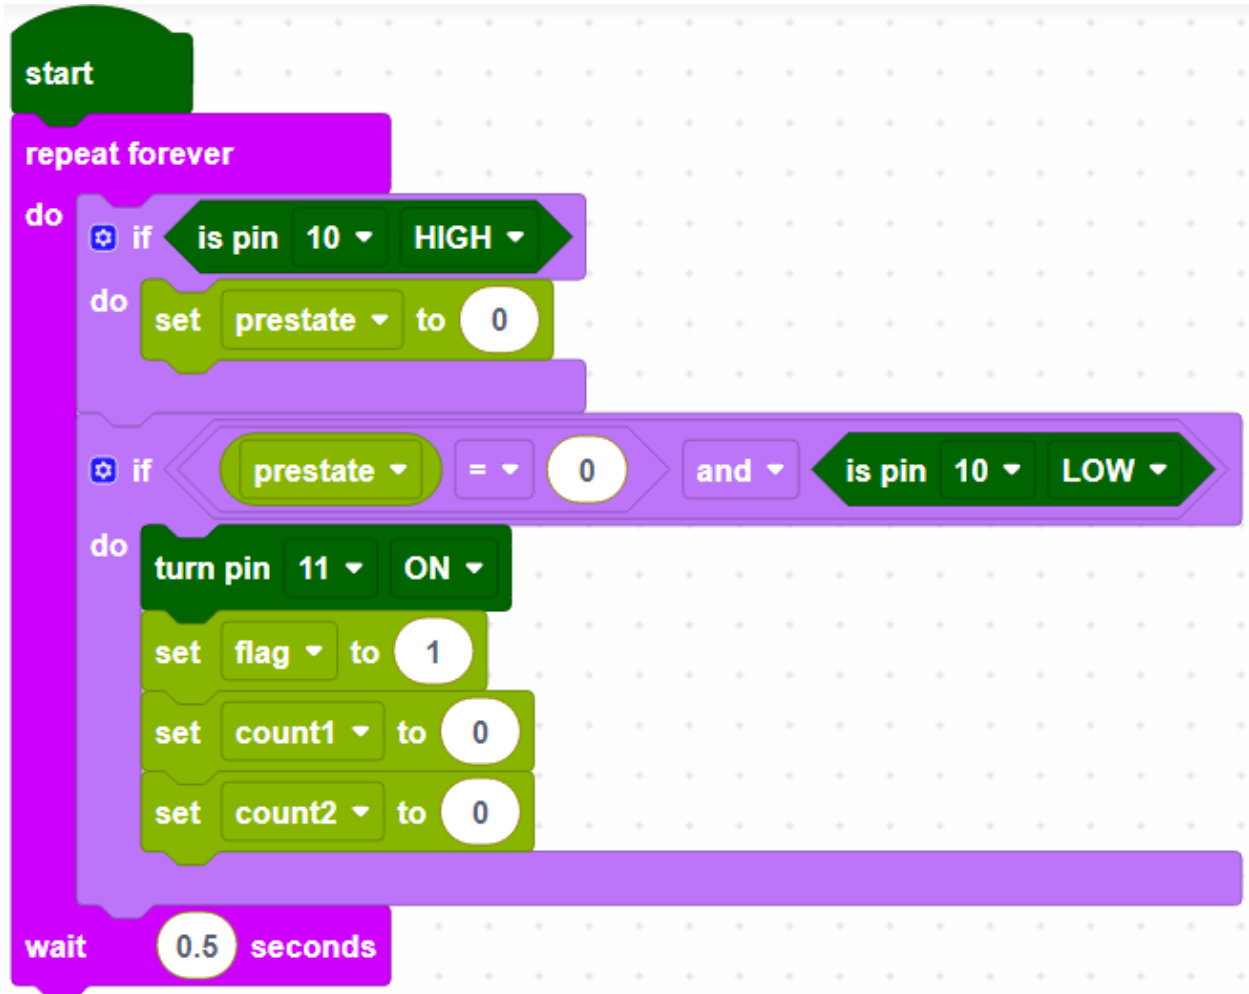 start
repeat forever
do if is pin 10 HIGH
do set prestate to 0
if prestate = 0 and is pin 10 LOW
do turn pin 11 ON
set flag to 1
set count1 to 0
set count2 to 0
wait 0.5 seconds